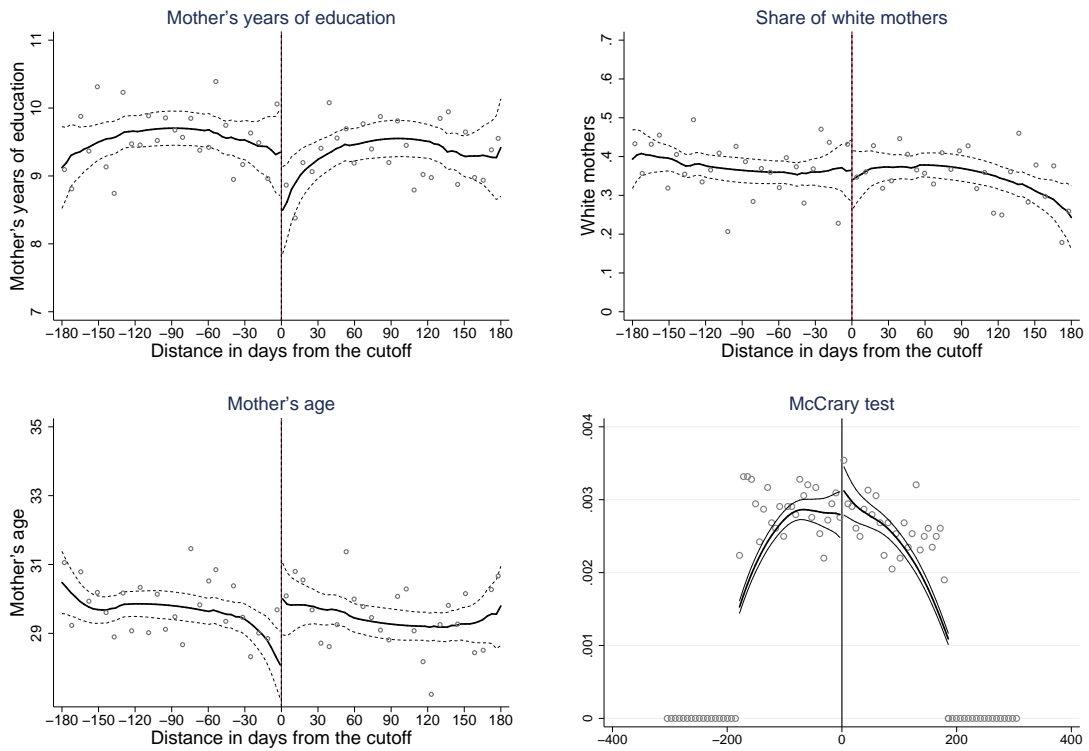 Mother's years of education
Mother's years of education
7 8 9 10 11
−180 −150 −120 −90 −60 −30 0 30 60 90 120 150 180
Distance in days from the cutoff
Share of white mothers
White mothers
0 .1 .2 .3 .4 .5 .6 .7
−180 −150 −120 −90 −60 −30 0 30 60 90 120 150 180
Distance in days from the cutoff
Mother's age
Mother's age
29 31 33 35
−180 −150 −120 −90 −60 −30 0 30 60 90 120 150 180
Distance in days from the cutoff
McCrary test
0 .001 .002 .003 .004
−400 −200 0 200 400